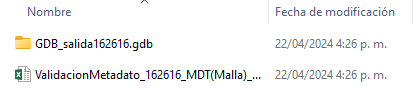 Nombre Fecha de modificación
GDB_salida162616.gdb 22/04/2024 4:26 p. m.
ValidacionMetadato_162616_MDT(Malla)_... 22/04/2024 4:26 p. m.